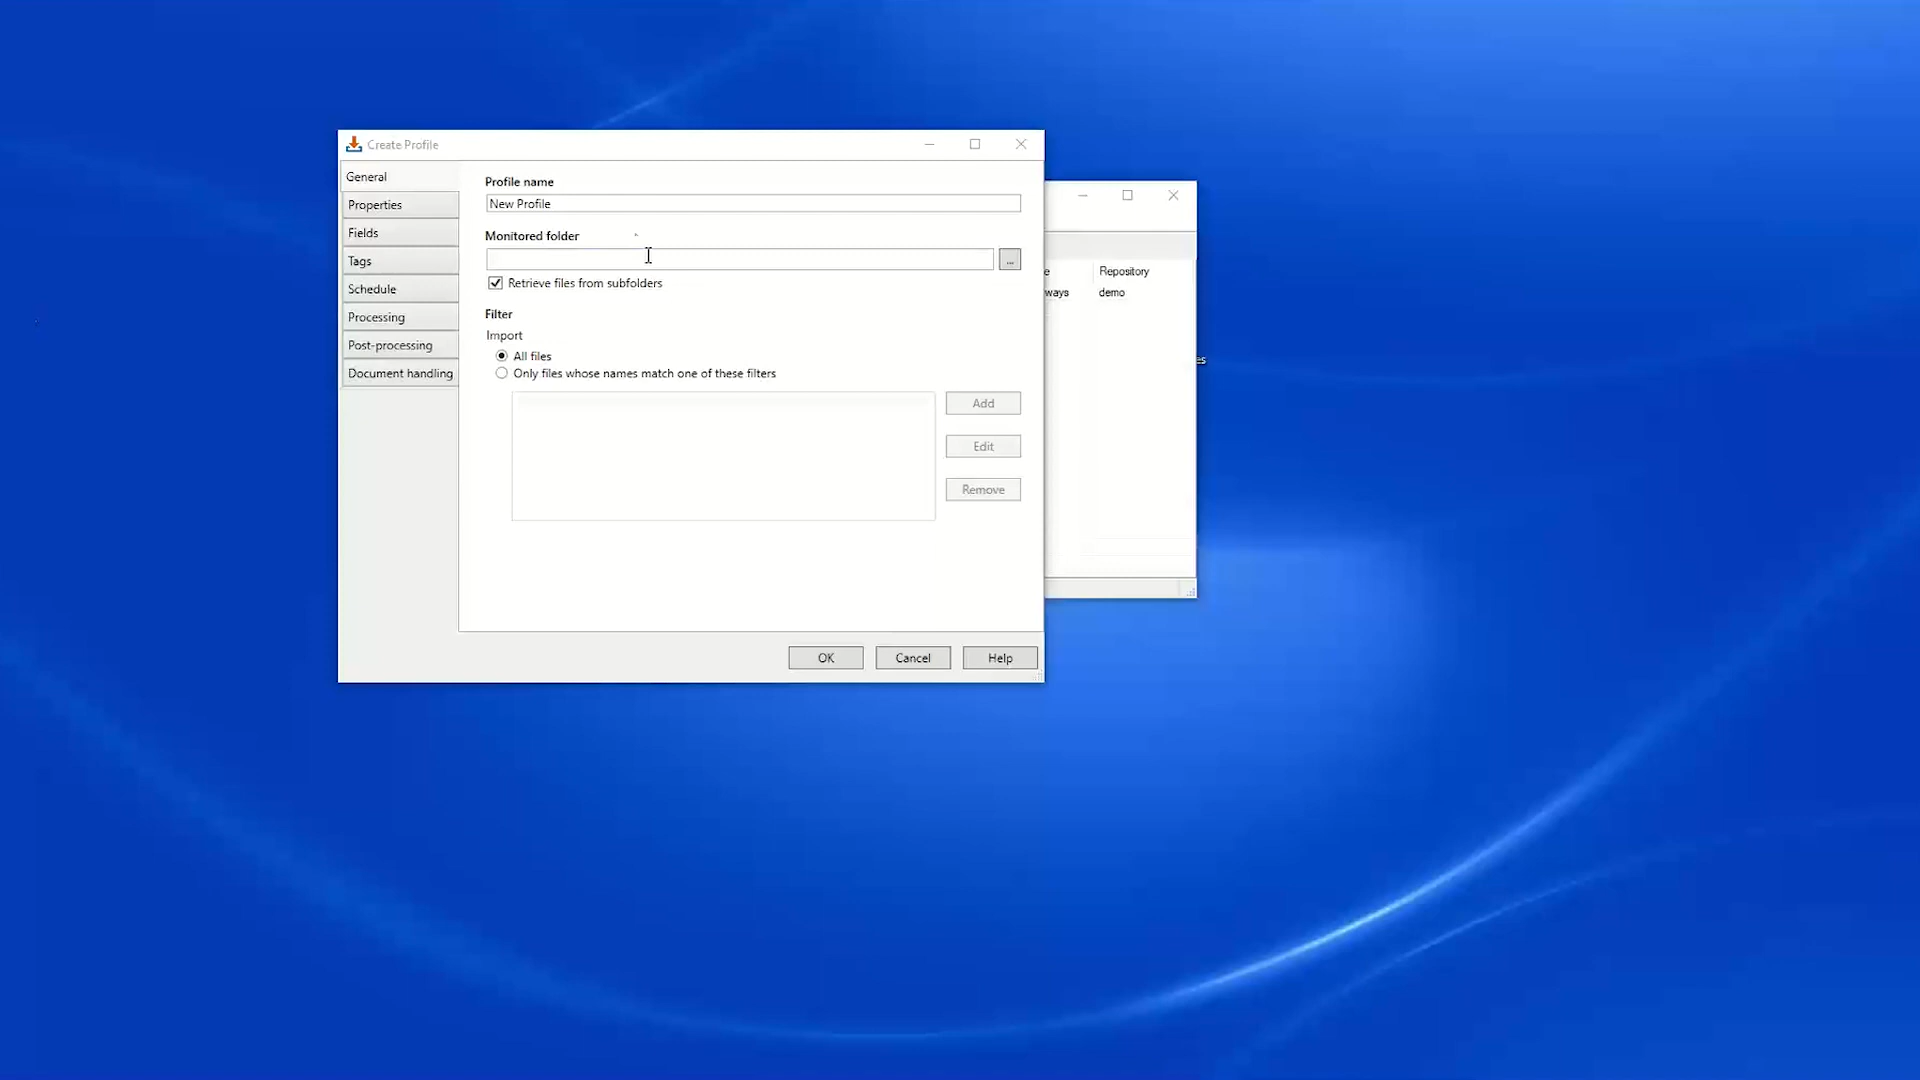 Create Profile
General
Properties
Fields
Tags
Schedule
Processing
Post-processing
Document handling
Profile name
New Profile
Monitored folder
...
Retrieve files from subfolders
Filter
Import
All files
Only files whose names match one of these filters
Add
Edit
Remove
OK
Cancel
Help
e
Repository
ways
demo
es